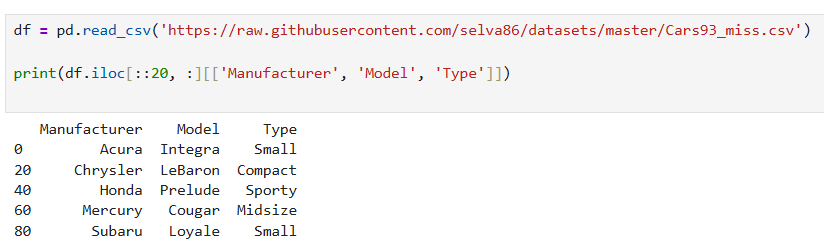 df = pd.read_csv('https://raw.githubusercontent.com/selva86/datasets/master/Cars93_miss.csv')
print(df.iloc[::20, :][['Manufacturer', 'Model', 'Type']])
Manufacturer Model Type
0 Acura Integra Small
20 Chrysler LeBaron Compact
40 Honda Prelude Sporty
60 Mercury Cougar Midsize
80 Subaru Loyale Small